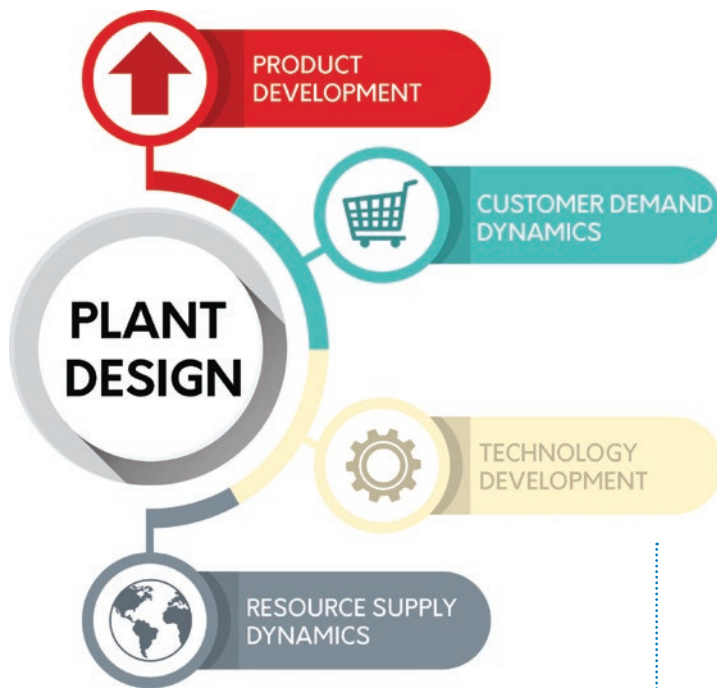 PRODUCT
DEVELOPMENT
CUSTOMER DEMAND
DYNAMICS
PLANT
DESIGN
TECHNOLOGY
DEVELOPMENT
RESOURCE SUPPLY
DYNAMICS